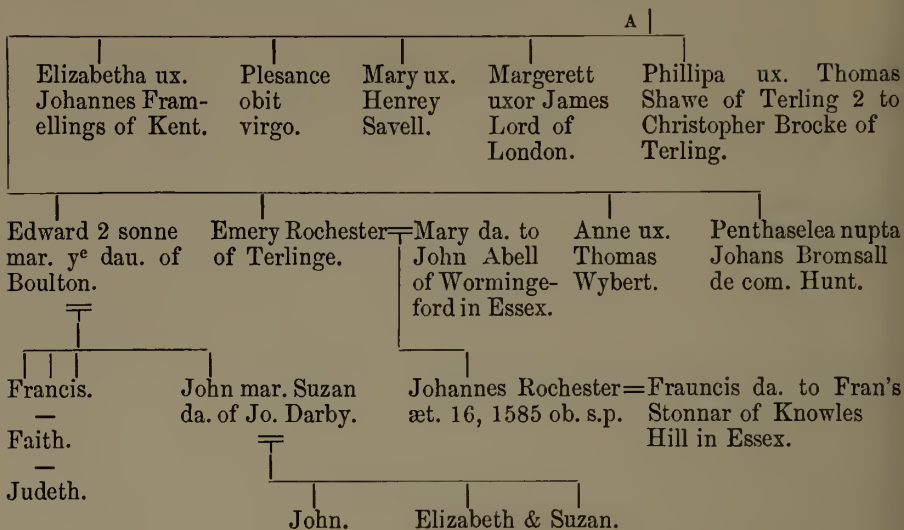 A
Elizabetha ux.
Johannes Fram-
ellings of Kent.
Plesance
obit
virgo.
Mary ux.
Henrey
Savell.
Margerett
uxor James
Lord of
London.
Phillipa ux. Thomas
Shawe of Terling 2 to
Christopher Brocke of
Terling.
Edward 2 sonne
mar. yᵉ dau. of
Boulton.
Emery Rochester
of Terlinge.
Mary da. to
John Abell
of Worminge-
ford in Essex.
Anne ux.
Thomas
Wybert.
Penthaselea nupta
Johans Bromsall
de com. Hunt.
Francis.
—
Faith.
—
Judeth.
John mar. Suzan
da. of Jo. Darby.
Johannes Rochester
æt. 16, 1585 ob. s.p.
Frauncis da. to Fran's
Stonnar of Knowles
Hill in Essex.
John.
Elizabeth & Suzan.